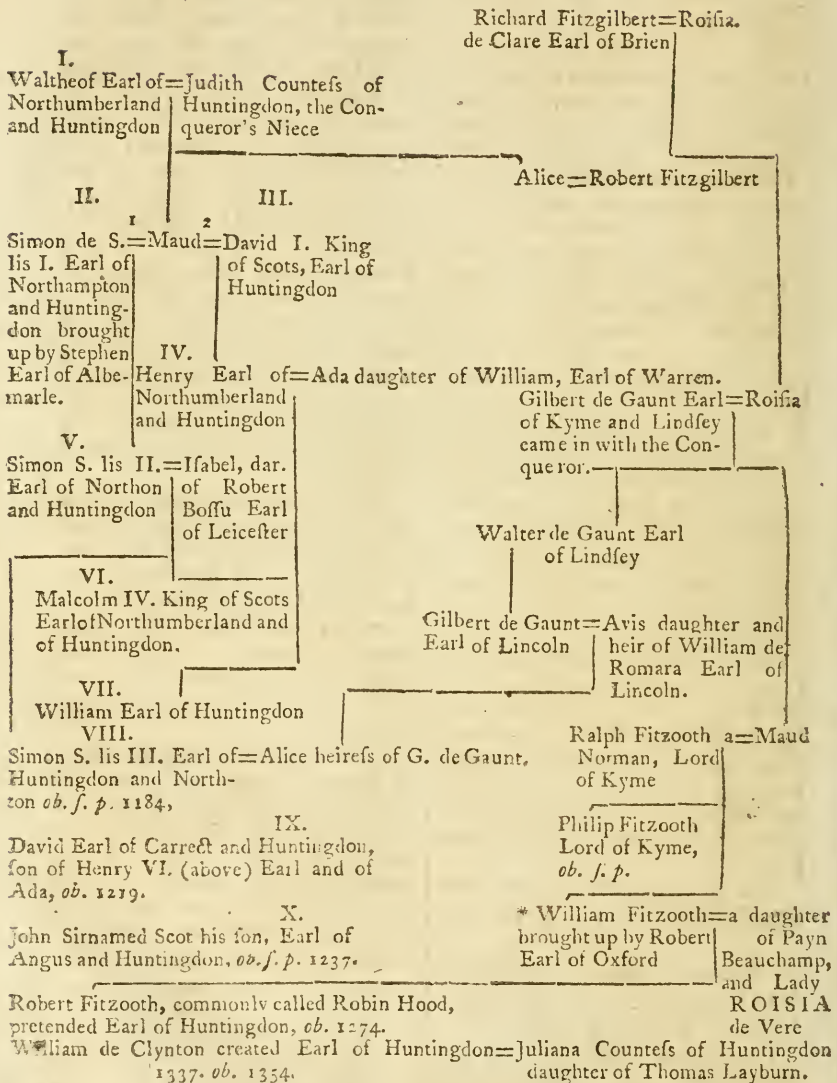 Richard Fitzgilbert=Roiſia.
de Clare Earl of Brien
I.
Waltheof Earl of=Judith Counteſs of
Northumberland Huntingdon, the Con-
and Huntingdon queror's Niece
Alice=Robert Fitzgilbert
II. III.
1 2
Simon de S.=Maud=David I. King
lis I. Earl of of Scots, Earl of
Northampton Huntingdon
and Hunting-
don brought
up by Stephen IV.
Earl of Albe- Henry Earl of=Ada daughter of William, Earl of Warren.
marle. Northumberland Gilbert de Gaunt Earl=Roiſia
and Huntingdon of Kyme and Lindſey
V. came in with the Con-
Simon S. lis II.=Iſabel, dar. que ror.
Earl of Northon of Robert
and Huntingdon Boſſu Earl
of Leiceſter Walter de Gaunt Earl
of Lindſey
VI.
Malcolm IV. King of Scots
Earl of Northumberland and Gilbert de Gaunt=Avis daughter and
of Huntingdon. Earl of Lincoln heir of William de
Romara Earl of
VII. Lincoln.
William Earl of Huntingdon
VIII. Ralph Fitzooth a=Maud
Simon S. lis III. Earl of=Alice heireſs of G. de Gaunt. Norman, Lord
Huntingdon and North- of Kyme
ton ob. ſ. p. 1184,
IX. Philip Fitzooth
David Earl of Carrect and Huntingdon, Lord of Kyme,
ſon of Henry VI. (above) Earl and of ob. ſ. p.
Ada, ob. 1219.
X. * William Fitzooth=a daughter
John Sirnamed Scot his ſon, Earl of brought up by Robert of Payn
Angus and Huntingdon, ob. ſ. p. 1237. Earl of Oxford Beauchamp,
and Lady
Robert Fitzooth, commonly called Robin Hood, ROISIA
pretended Earl of Huntingdon, ob. 1274. de Vere
William de Clynton created Earl of Huntingdon=Juliana Counteſs of Huntingdon
1337. ob. 1354. daughter of Thomas Layburn.